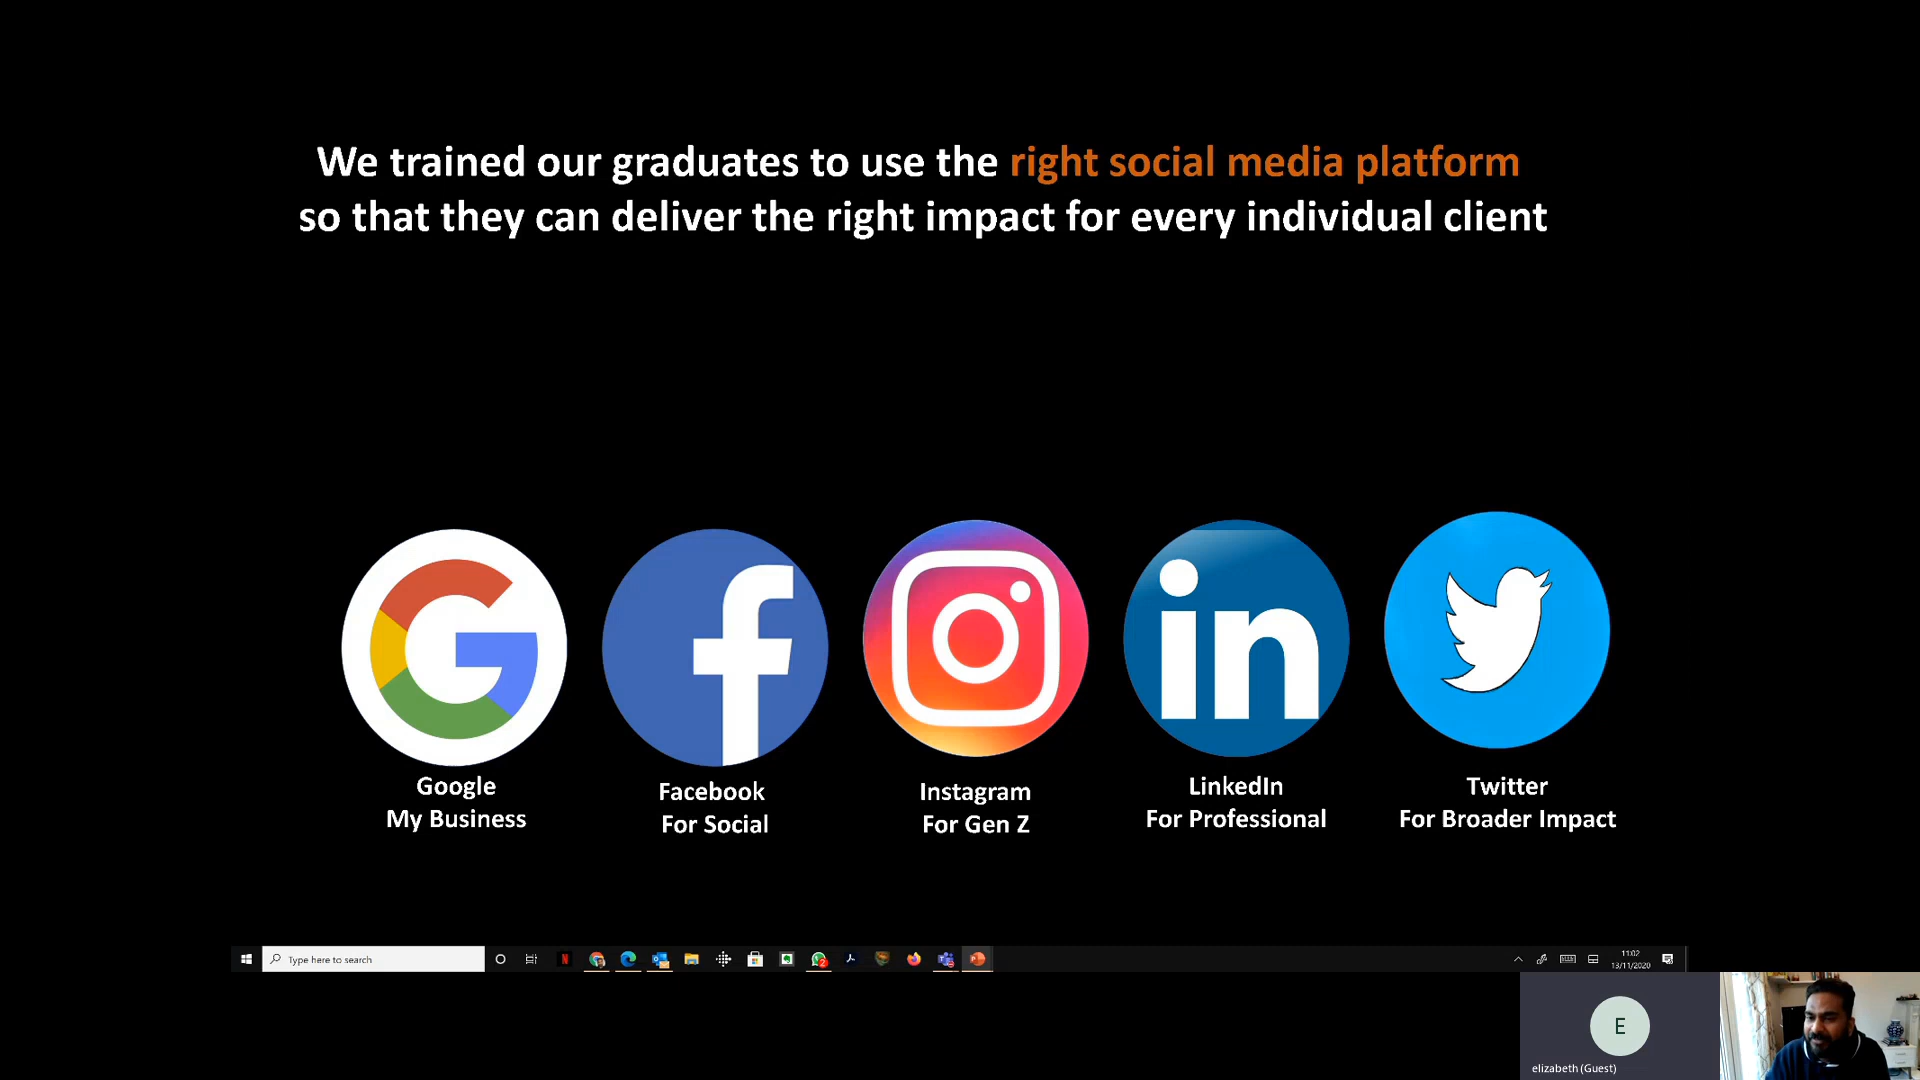 We trained our graduates to use the right social media platform
so that they can deliver the right impact for every individual client
in
Google
My Business
Facebook
For Social
Instagram
For Gen Z
LinkedIn
For Professional
Twitter
For Broader Impact
Type here to search
N
2
11:02
13/11/2020
E
elizabeth (Guest)